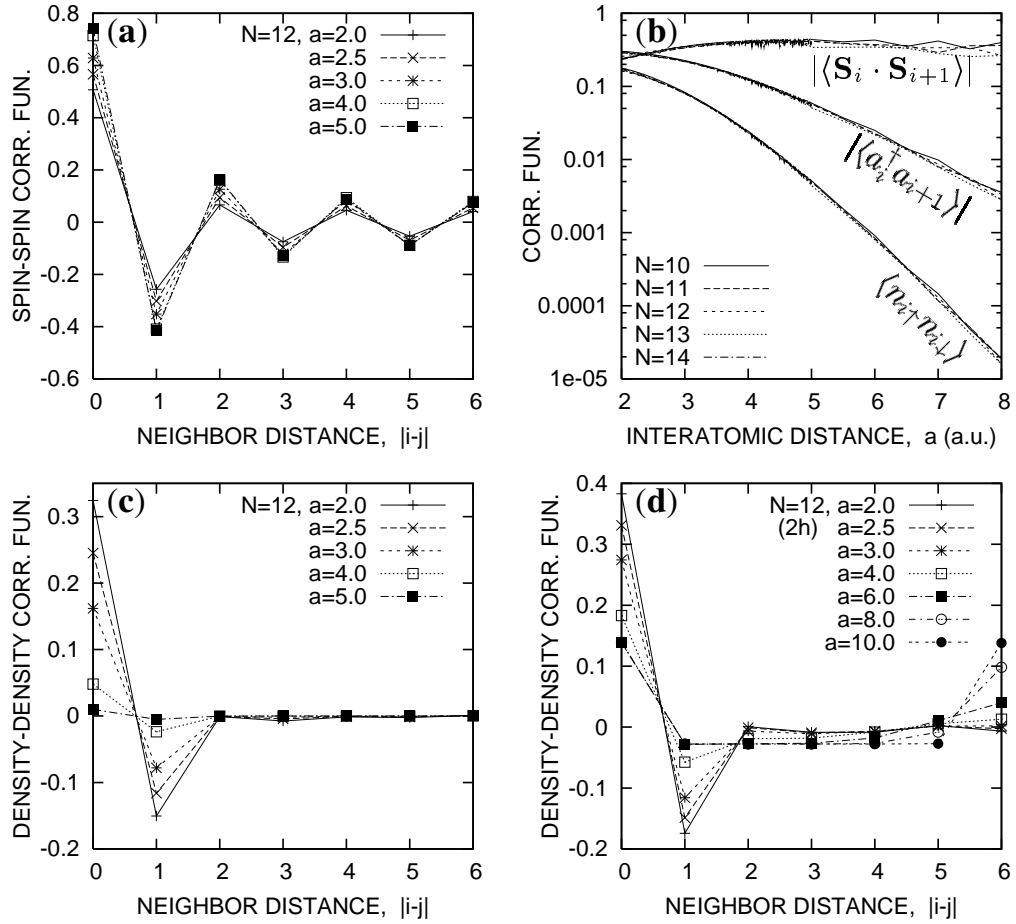 (a)
N=12, a=2.0
a=2.5
a=3.0
a=4.0
a=5.0
0.8
0.6
0.4
0.2
0
-0.2
-0.4
-0.6
SPIN-SPIN CORR. FUN.
0 1 2 3 4 5 6
NEIGHBOR DISTANCE, |i-j|
(b)
|⟨S_i · S_{i+1}⟩|
|⟨a_i^† a_{i+1}⟩|
⟨n_{i↑} n_{i↓}⟩
N=10
N=11
N=12
N=13
N=14
1
0.1
0.01
0.001
0.0001
1e-05
CORR. FUN.
2 3 4 5 6 7 8
INTERATOMIC DISTANCE, a (a.u.)
(c)
N=12, a=2.0
a=2.5
a=3.0
a=4.0
a=5.0
0.3
0.2
0.1
0
-0.1
-0.2
DENSITY-DENSITY CORR. FUN.
0 1 2 3 4 5 6
NEIGHBOR DISTANCE, |i-j|
(d)
N=12, a=2.0
(2h) a=2.5
a=3.0
a=4.0
a=6.0
a=8.0
a=10.0
0.4
0.3
0.2
0.1
0
-0.1
-0.2
DENSITY-DENSITY CORR. FUN.
0 1 2 3 4 5 6
NEIGHBOR DISTANCE, |i-j|